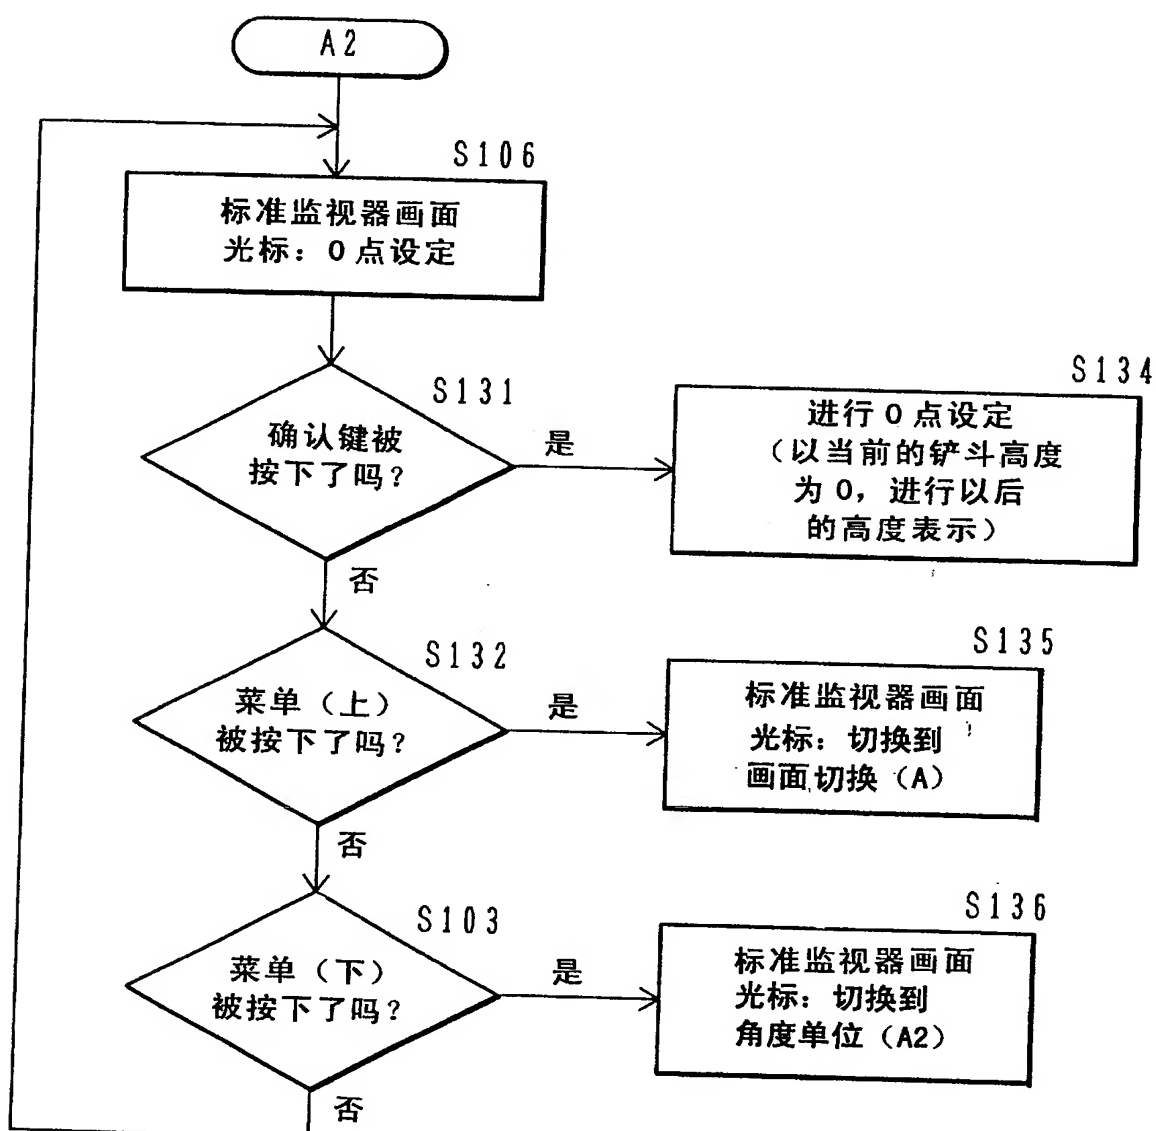 A2
S106
标准监视器画面
光标：0点设定
S131
确认键被
按下了吗？
是
S134
进行0点设定
（以当前的铲斗高度
为0，进行以后
的高度表示）
否
S132
菜单（上）
被按下了吗？
是
S135
标准监视器画面
光标：切换到
画面切换（A）
否
S103
菜单（下）
被按下了吗？
是
S136
标准监视器画面
光标：切换到
角度单位（A2）
否